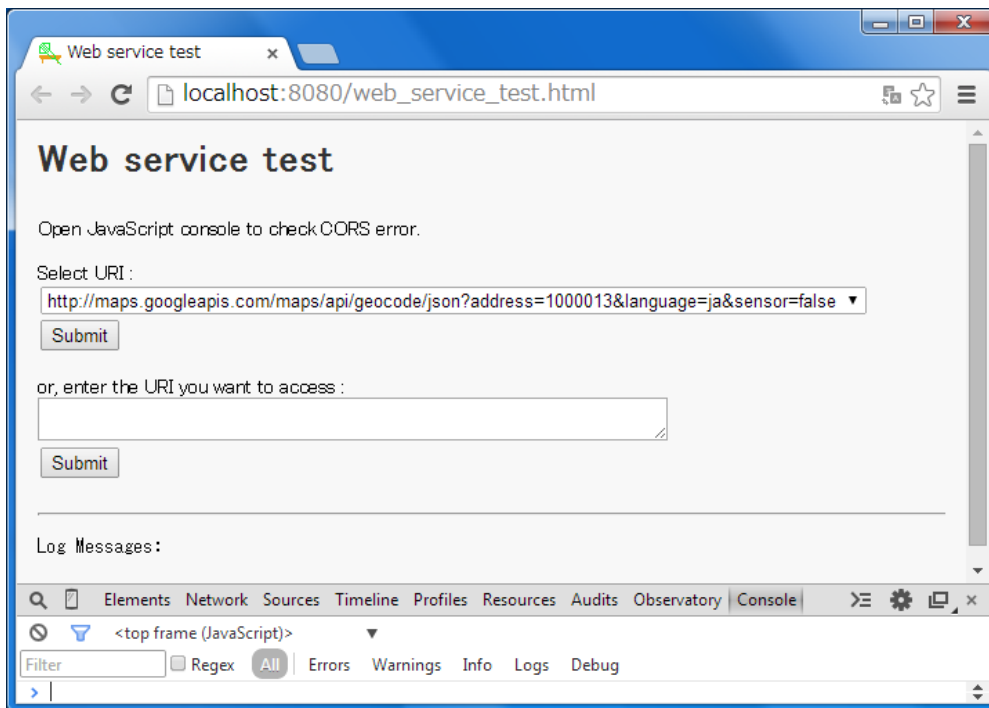 Web service test
localhost:8080/web_service_test.html
Web service test
Open JavaScript console to check CORS error.
Select URI :
http://maps.googleapis.com/maps/api/geocode/json?address=1000013&language=ja&sensor=false
Submit
or, enter the URI you want to access :
Submit
Log Messages:
Elements Network Sources Timeline Profiles Resources Audits Observatory Console
<top frame (JavaScript)>
Filter Regex All Errors Warnings Info Logs Debug